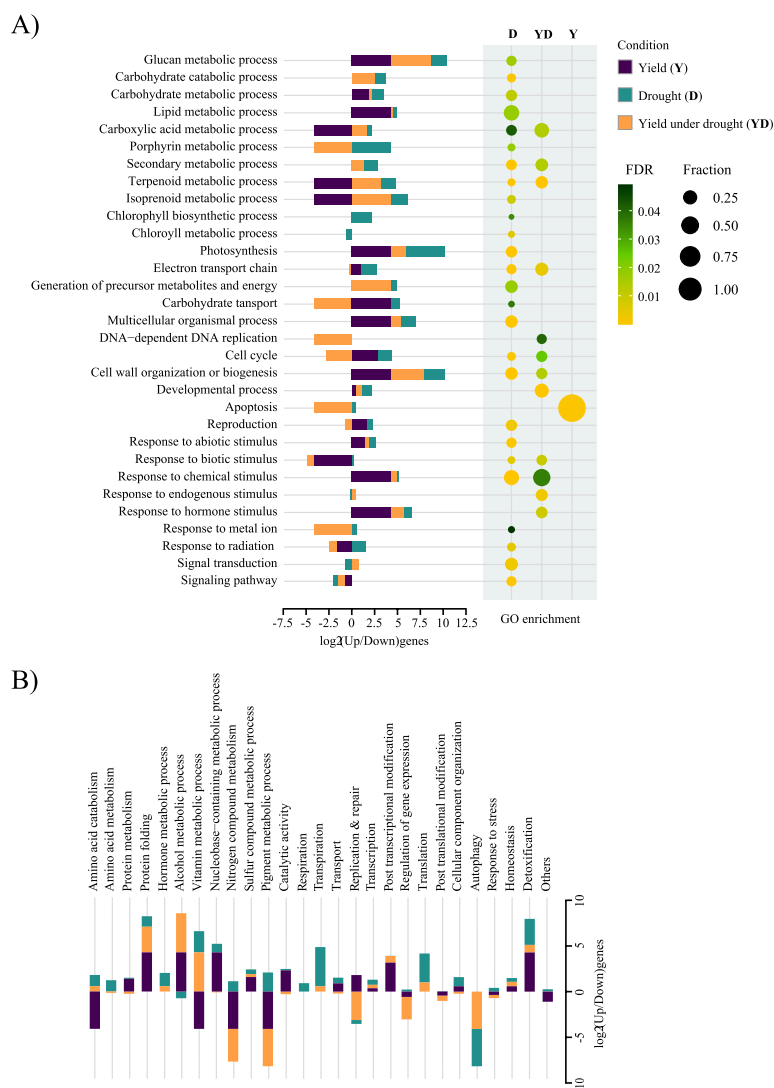 A)
D YD Y
Glucan metabolic process
Carbohydrate catabolic process
Carbohydrate metabolic process
Lipid metabolic process
Carboxylic acid metabolic process
Porphyrin metabolic process
Secondary metabolic process
Terpenoid metabolic process
Isoprenoid metabolic process
Chlorophyll biosynthetic process
Chloroyll metabolic process
Photosynthesis
Electron transport chain
Generation of precursor metabolites and energy
Carbohydrate tansport
Multicellular organismal process
DNA−dependent DNA replication
Cell cycle
Cell wall organization or biogenesis
Developmental process
Apoptosis
Reproduction
Response to abiotic stimulus
Response to biotic stimulus
Response to chemical stimulus
Response to endogenous stimulus
Response to hormone stimulus
Response to metal ion
Response to radiation
Signal transduction
Signaling pathway
-7.5 -5 -2.5 0 2.5 5 7.5 10 12.5
log2(Up/Down)genes
GO enrichment
Condition
Yield (Y)
Drought (D)
Yield under drought (YD)
FDR
0.04
0.03
0.02
0.01
Fraction
0.25
0.50
0.75
1.00
B)
Amino acid catabolism
Amino acid metabolism
Protein metabolism
Protein folding
Hormone metabolic process
Alcohol metabolic process
Vitamin metabolic process
Nucleobase−containing metabolic process
Nitrogen compound metabolism
Sulfur compound metabolic process
Pigment metabolic process
Catalytic activity
Respiration
Transpiration
Transport
Replication & repair
Transcription
Post transcriptional modification
Regulation of gene expression
Translation
Post translational modification
Cellular component organization
Autophagy
Response to stress
Homeostasis
Detoxification
Others
10
5
0
-5
10
log2(Up/Down)genes